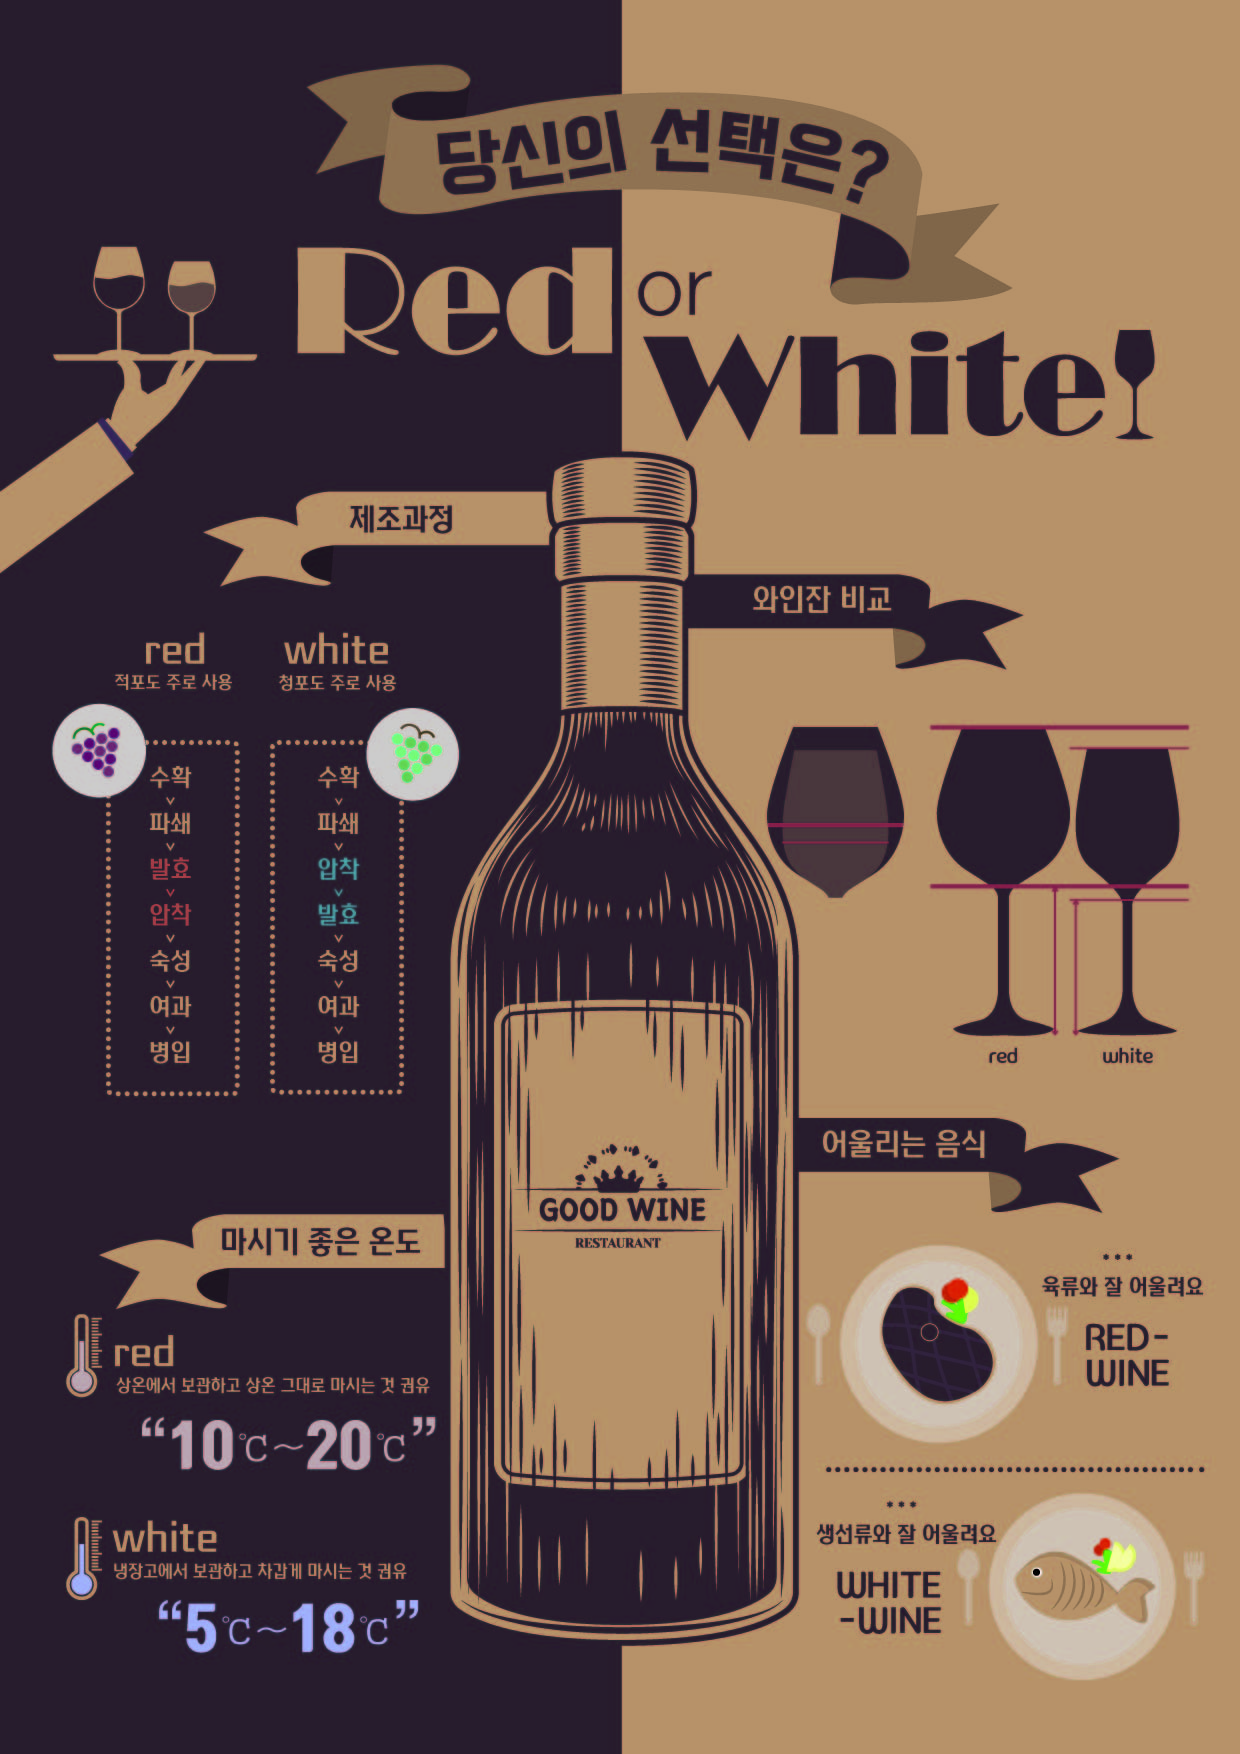 당신의 선택은?
Red or
White!
제조과정
와인잔 비교
red
적포도 주로 사용
수확
파쇄
발효
압착
숙성
여과
병입
white
청포도 주로 사용
수확
파쇄
압착
발효
숙성
여과
병입
red
white
GOOD WINE
RESTAURANT
어울리는 음식
마시기 좋은 온도
red
상온에서 보관하고 상온 그대로 마시는 것 권유
“10℃~20℃”
white
냉장고에서 보관하고 차갑게 마시는 것 권유
“5℃~18℃”
육류와 잘 어울려요
RED-
WINE
생선류와 잘 어울려요
WHITE
-WINE